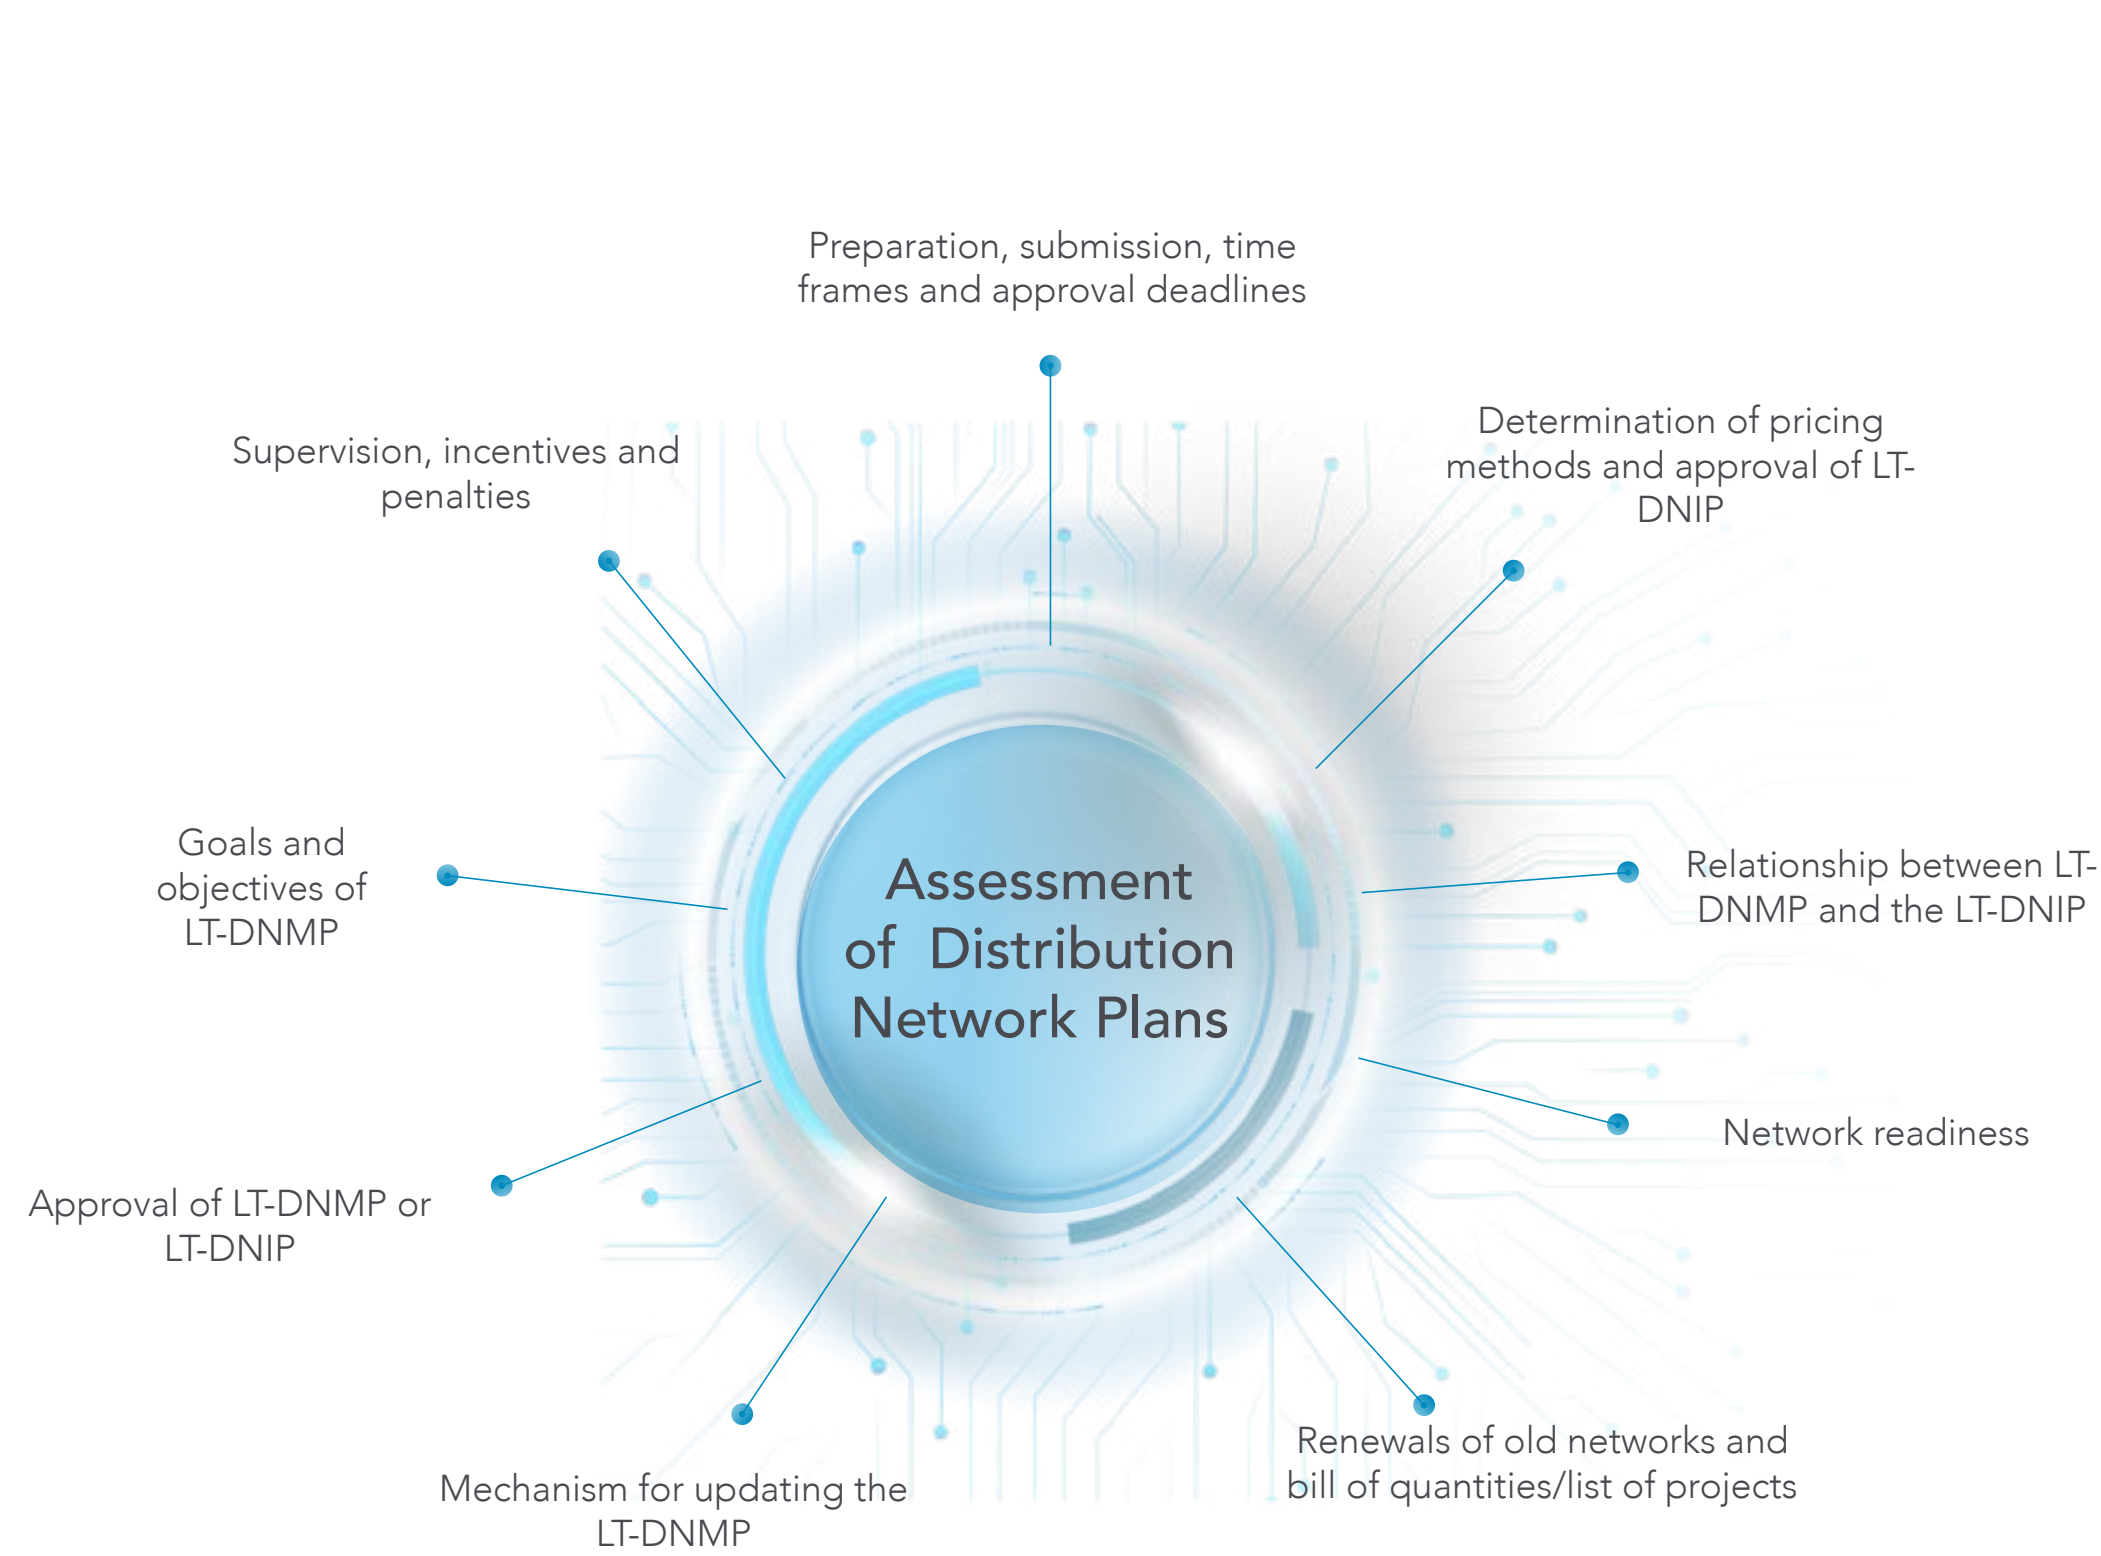 Preparation, submission, time
frames and approval deadlines
Determination of pricing
methods and approval of LT-
DNIP
Supervision, incentives and
penalties
Goals and
objectives of
LT-DNMP
Assessment
of Distribution
Network Plans
Relationship between LT-
DNMP and the LT-DNIP
Network readiness
Approval of LT-DNMP or
LT-DNIP
Renewals of old networks and
bill of quantities/list of projects
Mechanism for updating the
LT-DNMP